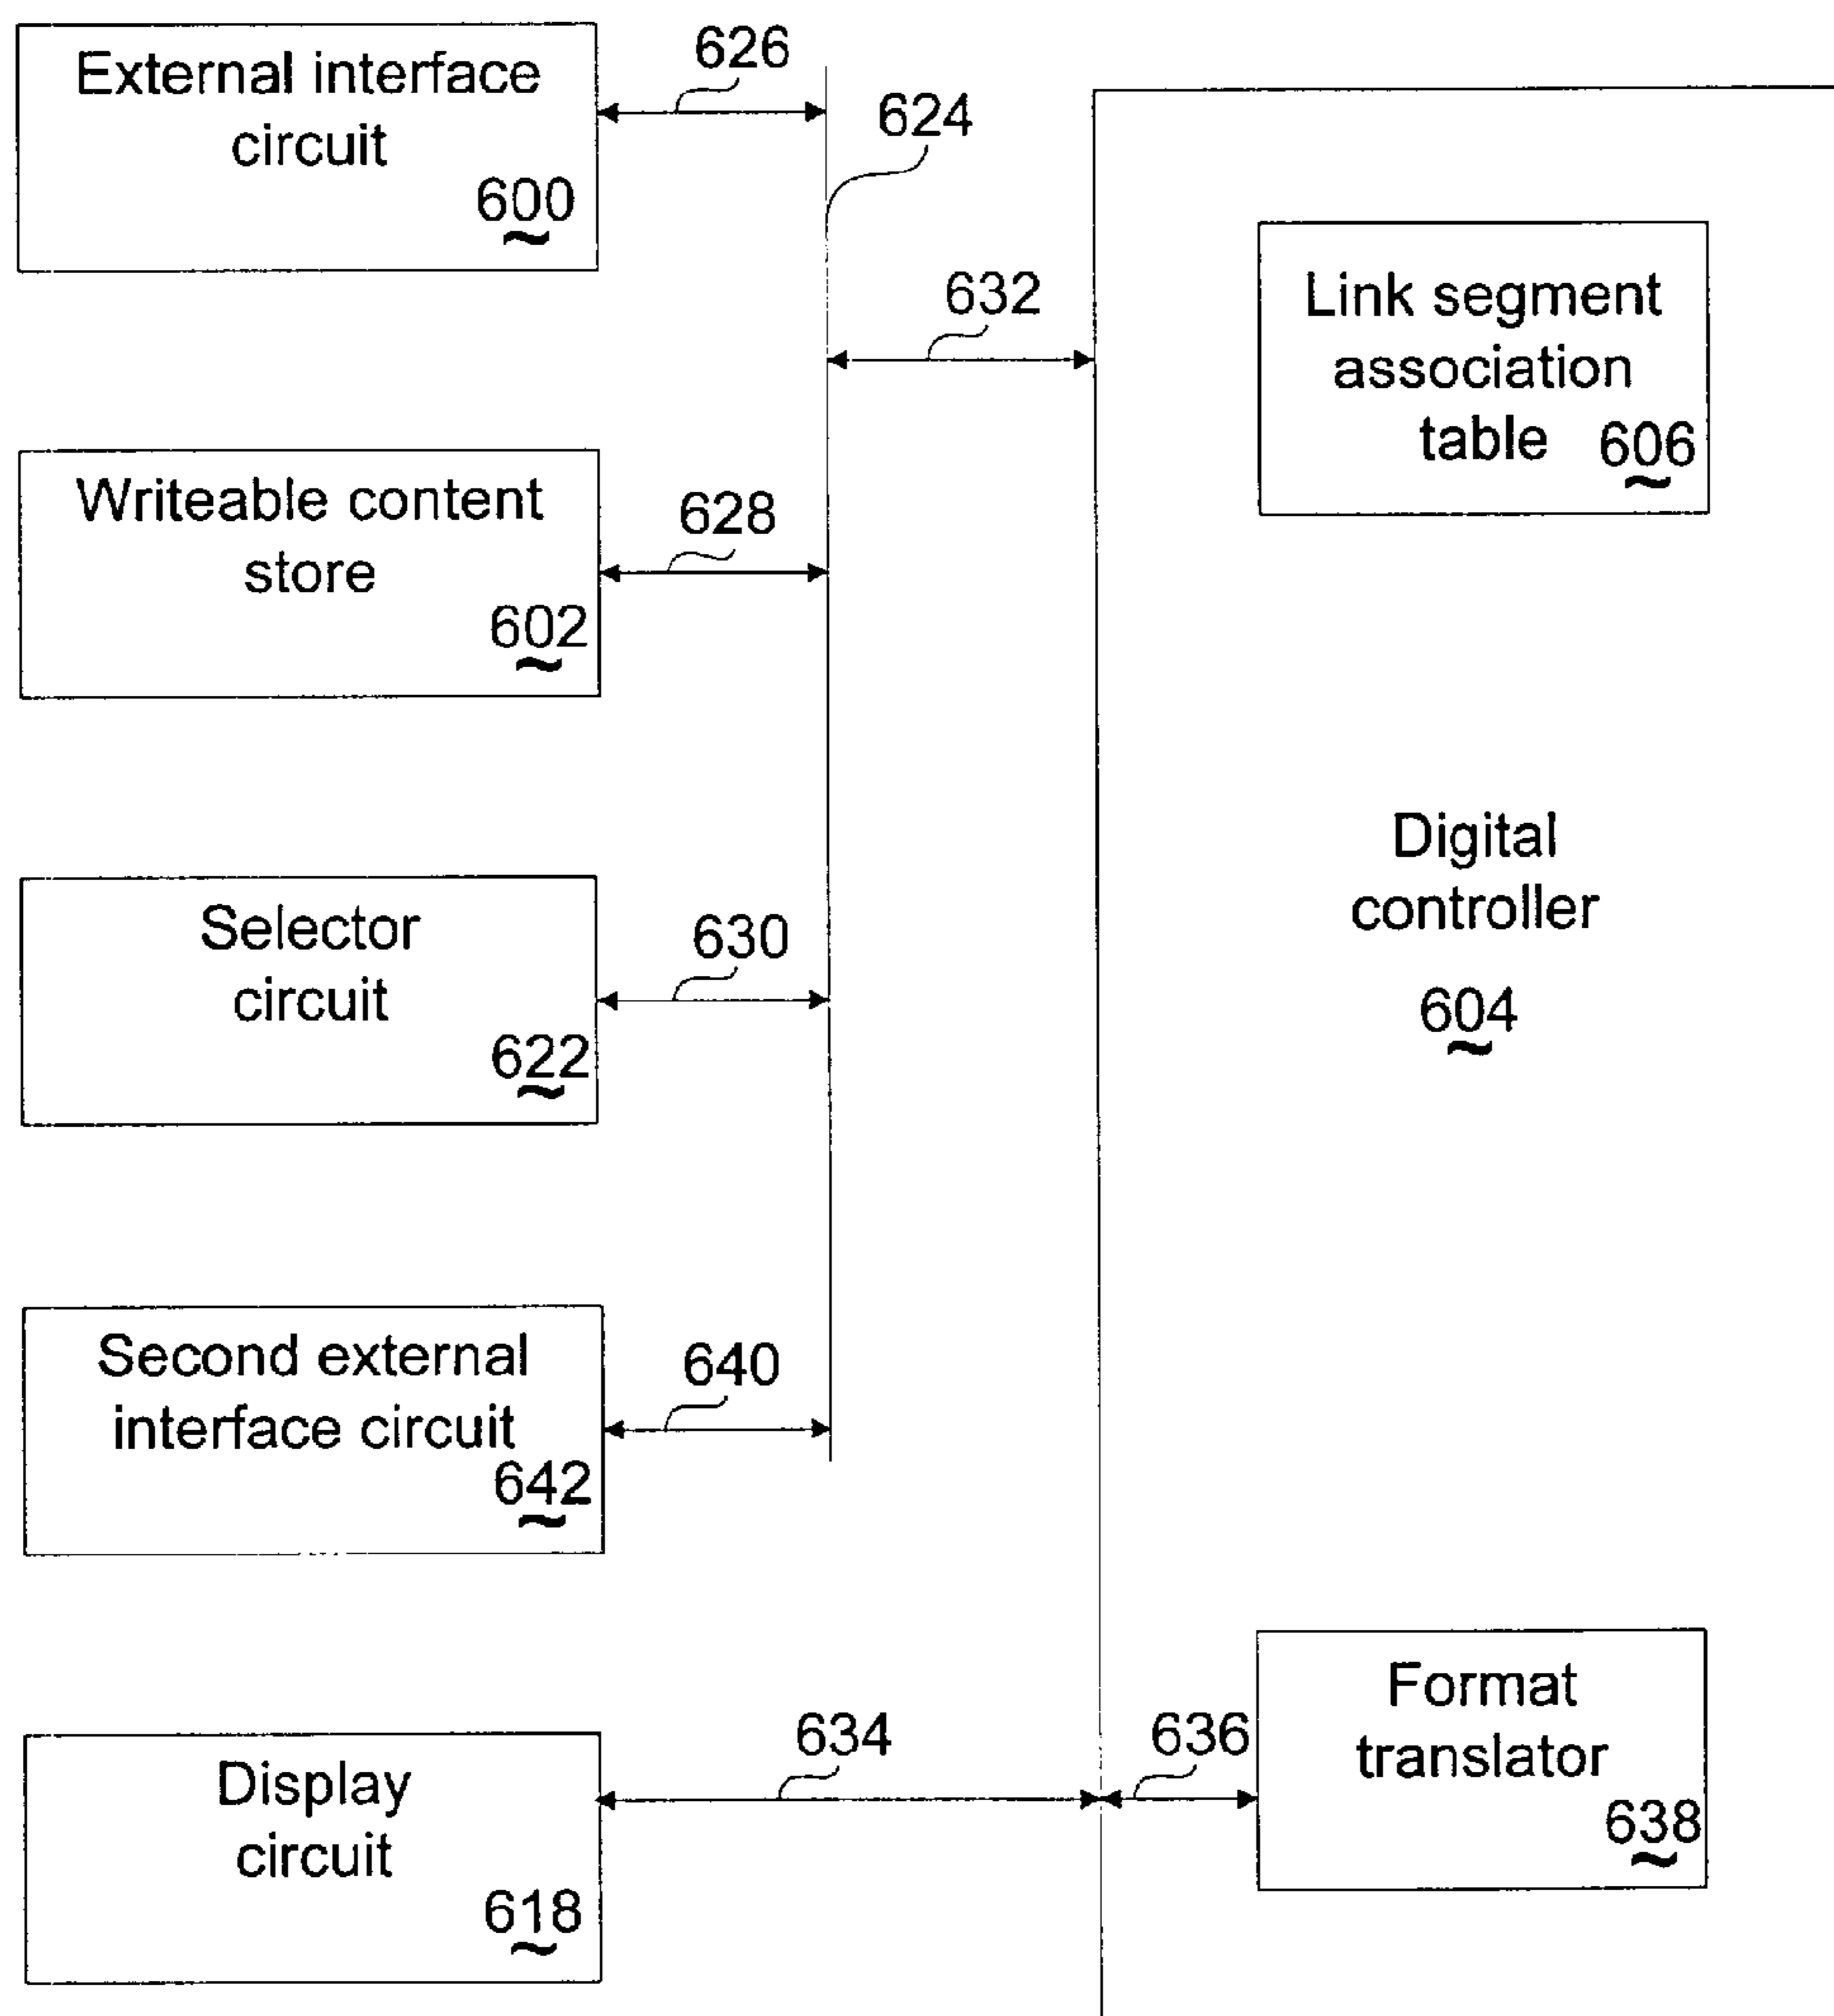 External interface
circuit
600
626
624
632
Link segment
association
table 606
Writeable content
store
602
628
Selector
circuit
622
630
Digital
controller
604
Second external
interface circuit
642
640
Display
circuit
618
634
636
Format
translator
638